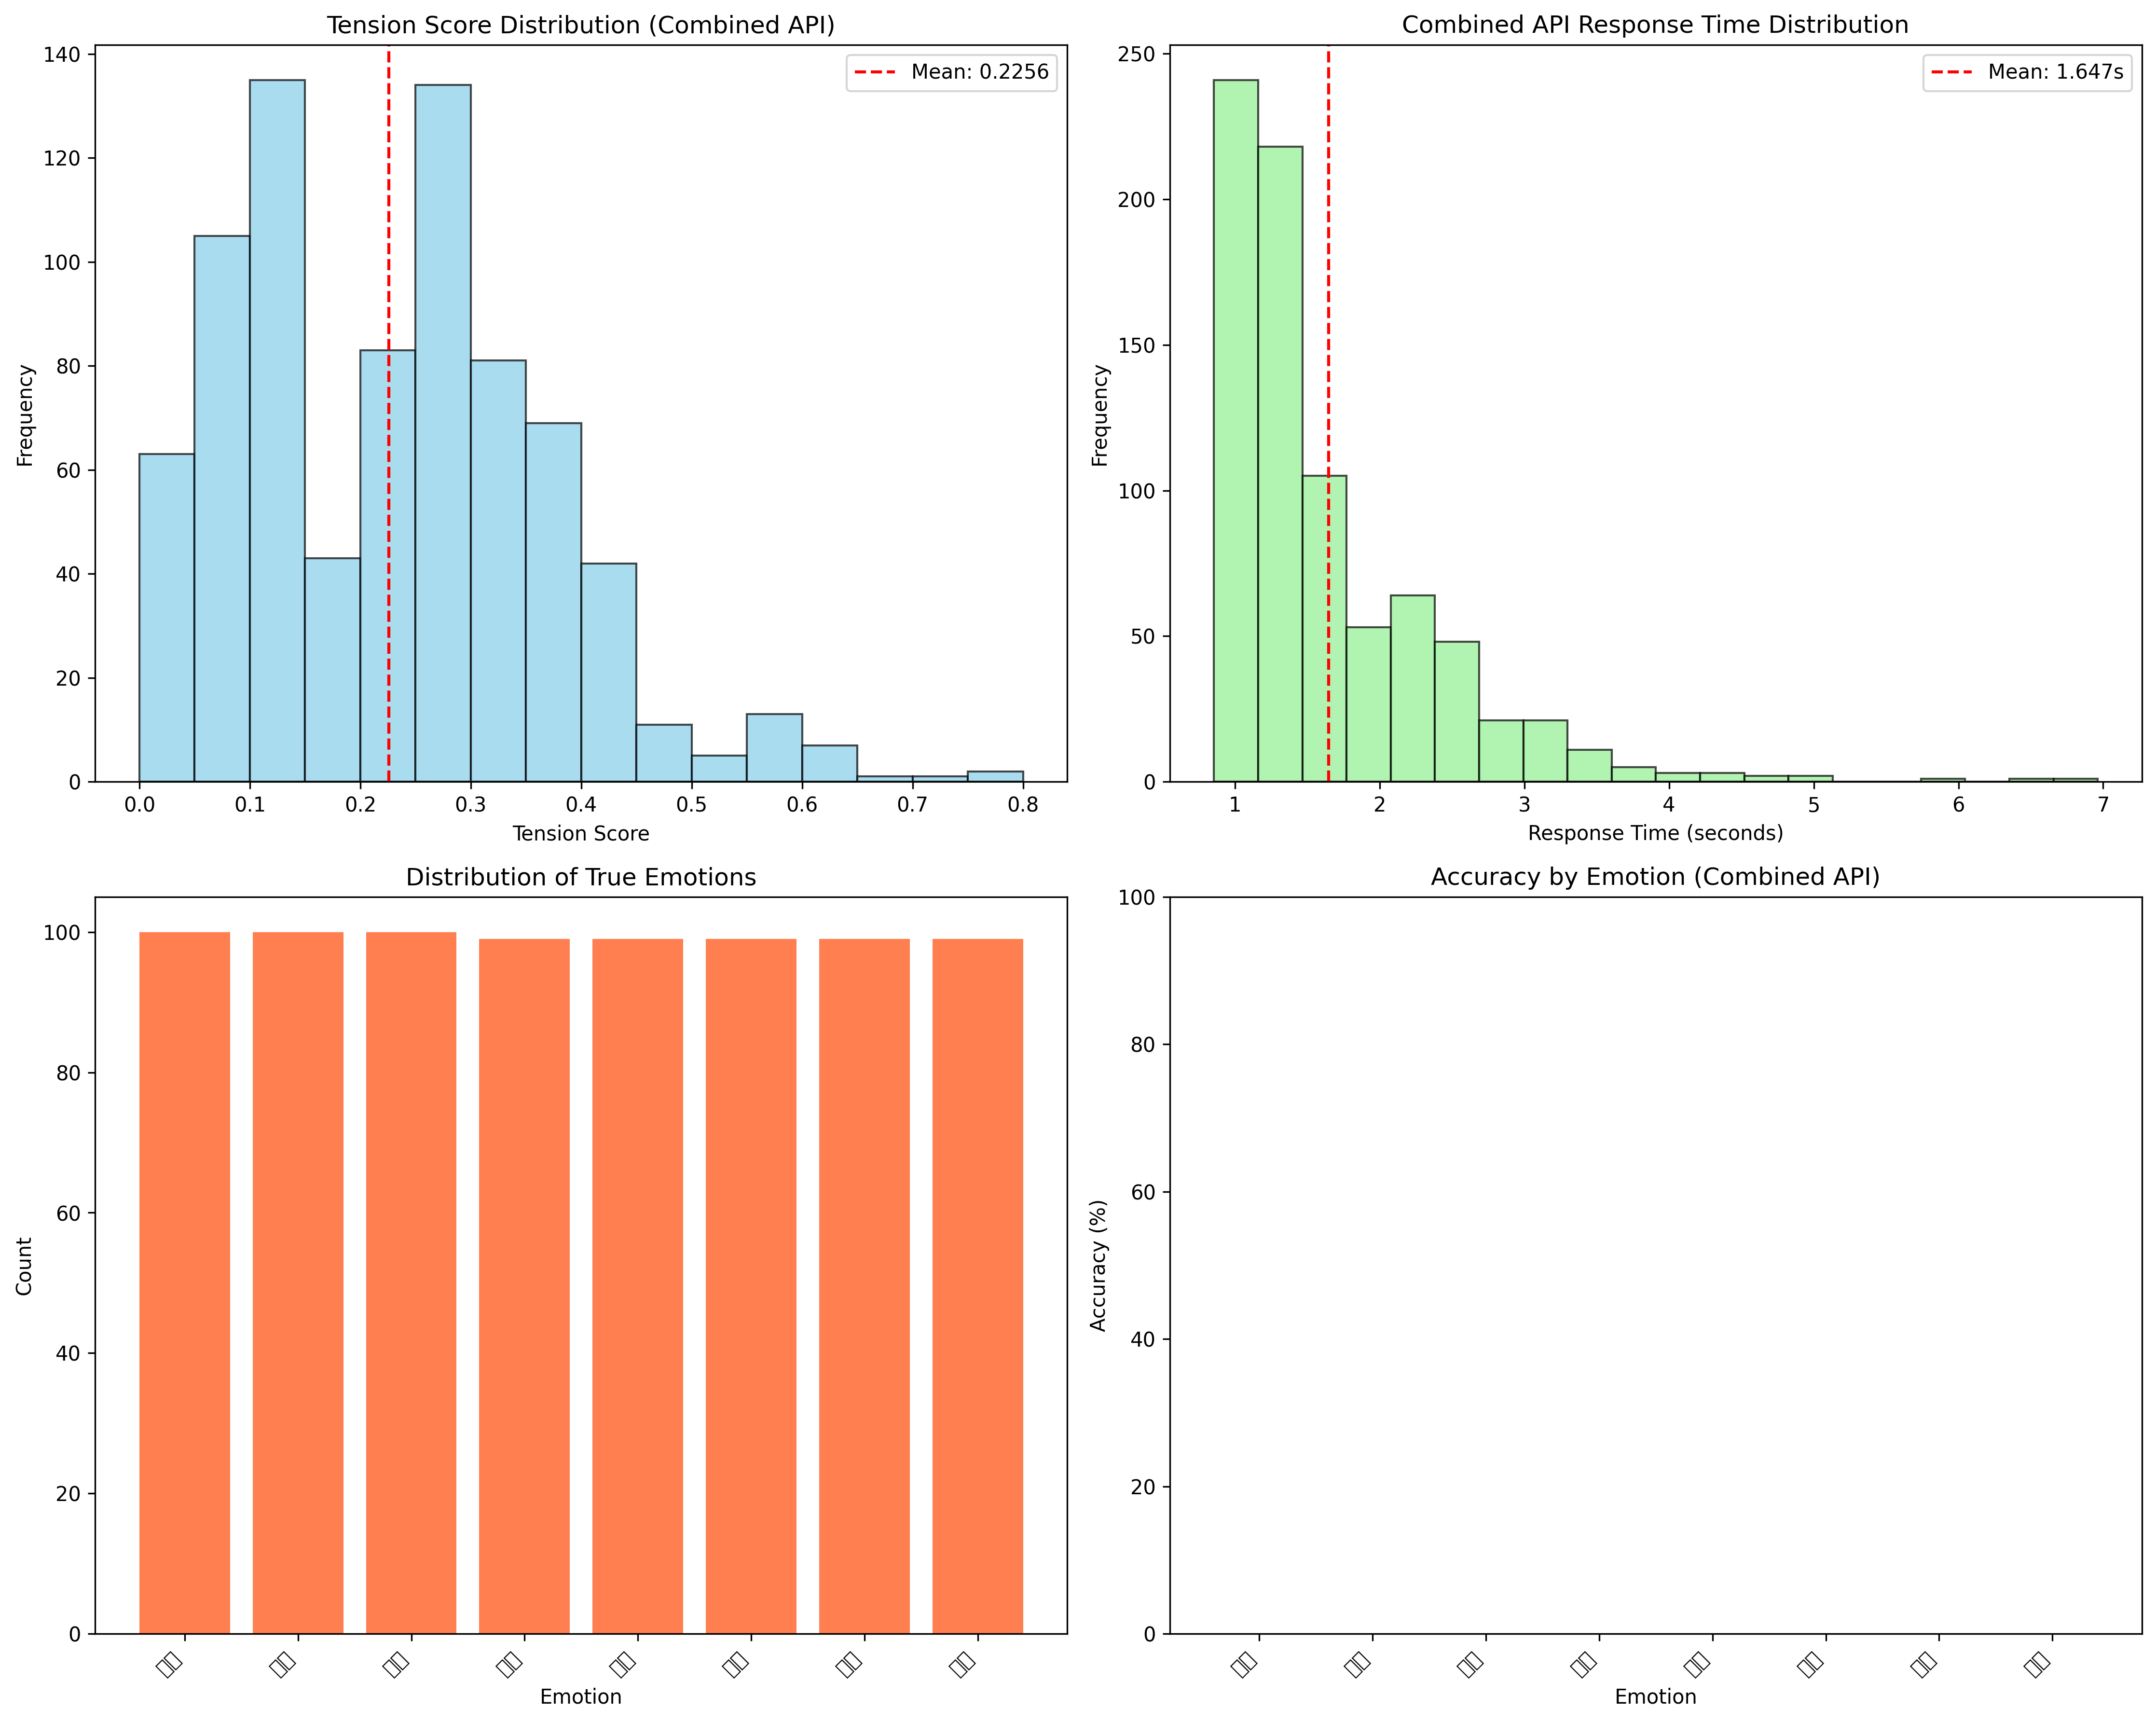 Tension Score Distribution (Combined API)
140
120
100
80
60
40
20
0
Frequency
Mean: 0.2256
0.0 0.1 0.2 0.3 0.4 0.5 0.6 0.7 0.8
Tension Score
Combined API Response Time Distribution
250
200
150
100
50
0
Frequency
Mean: 1.647s
1 2 3 4 5 6 7
Response Time (seconds)
Distribution of True Emotions
100
80
60
40
20
0
Count
Emotion
Accuracy by Emotion (Combined API)
100
80
60
40
20
0
Accuracy (%)
Emotion